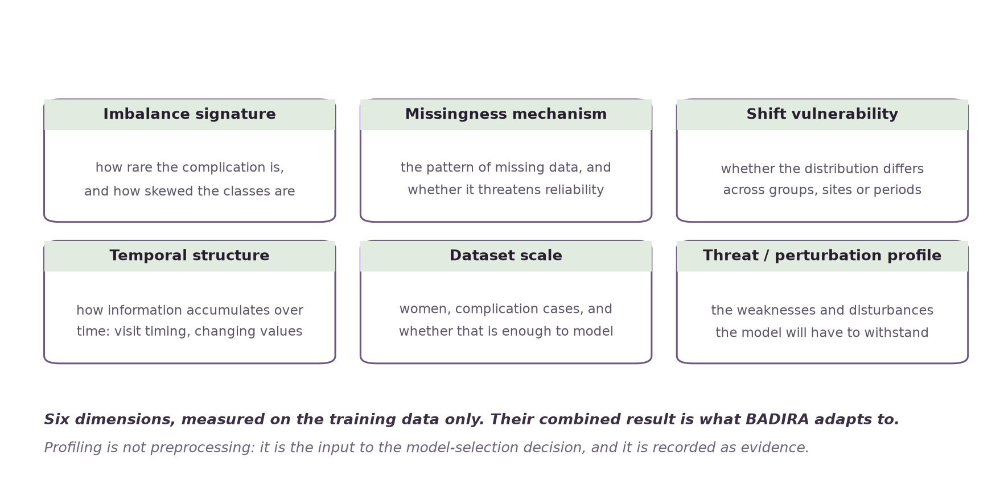 Imbalance signature
how rare the complication is,
and how skewed the classes are
Missingness mechanism
the pattern of missing data, and
whether it threatens reliability
Shift vulnerability
whether the distribution differs
across groups, sites or periods
Temporal structure
how information accumulates over
time: visit timing, changing values
Dataset scale
women, complication cases, and
whether that is enough to model
Threat / perturbation profile
the weaknesses and disturbances
the model will have to withstand
Six dimensions, measured on the training data only. Their combined result is what BADIRA adapts to.
Profiling is not preprocessing: it is the input to the model-selection decision, and it is recorded as evidence.